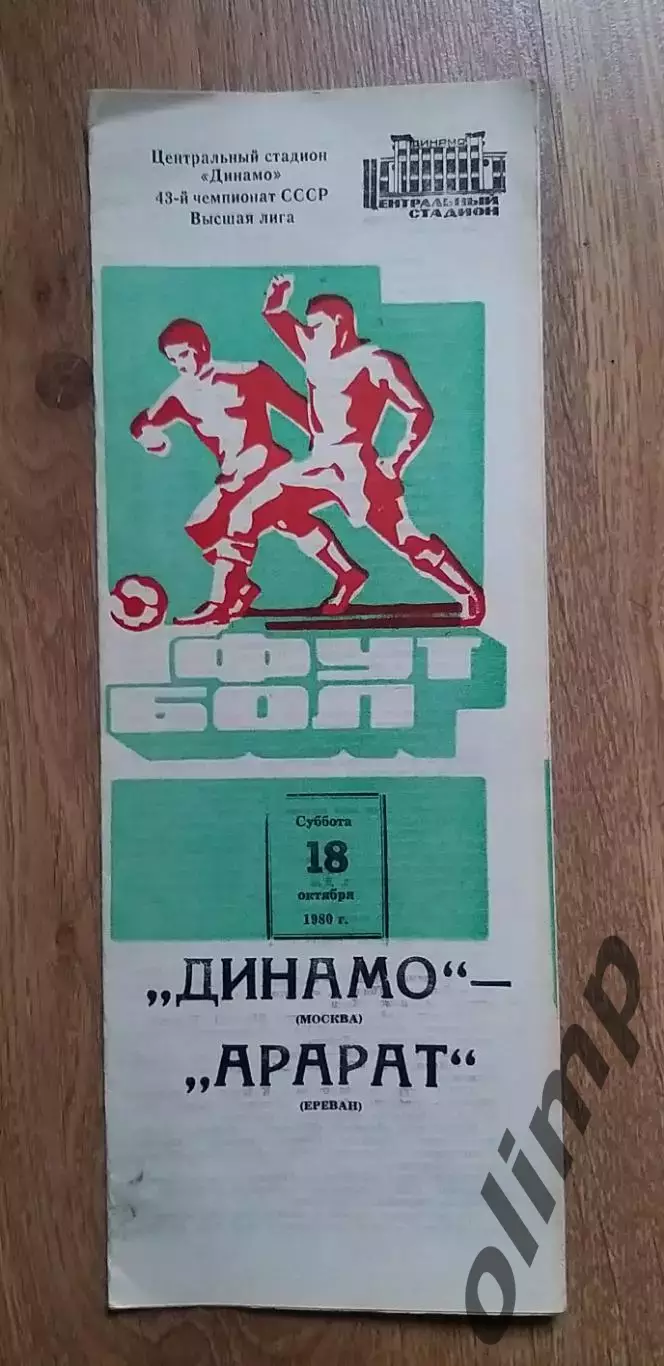 Центральный стадион
«Динамо»
43-й чемпионат СССР
Высшая лига
ДИНАМО
ЦЕНТРАЛЬНЫЙ
СТАДИОН
ФУТ
БОЛ
Суббота
18
октября
1980 г.
„ДИНАМО“—
(МОСКВА)
„АРАРАТ“
(ЕРЕВАН)
olimp